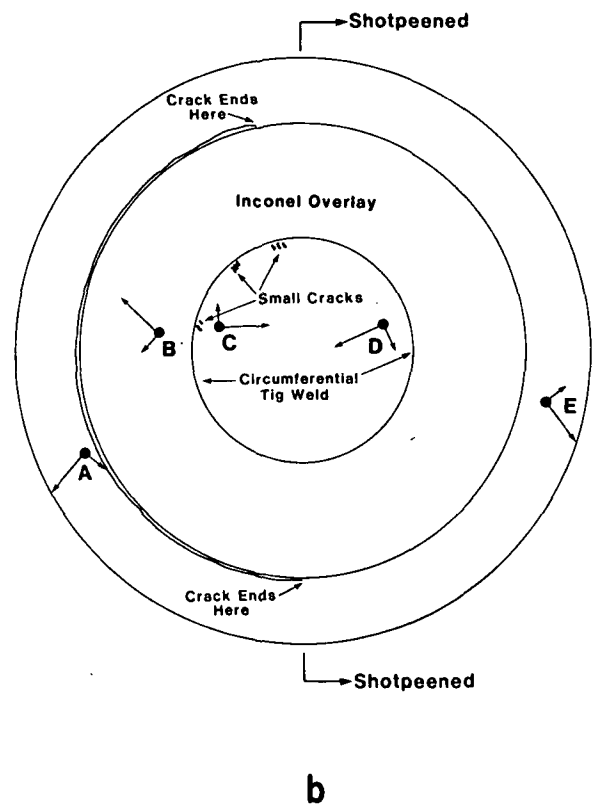 Shotpeened
Crack Ends
Here
Inconel Overlay
Small Cracks
B
C
D
Circumferential
Tig Weld
E
A
Crack Ends
Here
Shotpeened
b